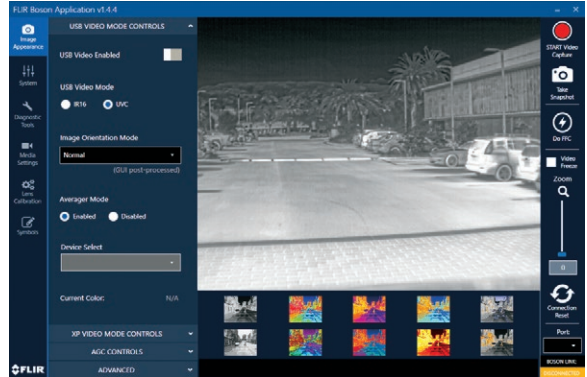 FLIR Boson Application v1.4.4
Image
Appearance
System
Diagnostic
Tools
Media
Settings
Lens
Calibration
Symbols
FLIR
USB VIDEO MODE CONTROLS
USB Video Enabled
USB Video Mode
IR16
UVC
Image Orientation Mode
Normal
(GUI post-processed)
Averager Mode
Enabled
Disabled
Device Select
Current Color:
N/A
XP VIDEO MODE CONTROLS
AGC CONTROLS
ADVANCED
START Video
Capture
Take
Snapshot
Do FFC
Video
Freeze
Zoom
0
Connection
Reset
Port:
BOSON LINK:
DISCONNECTED